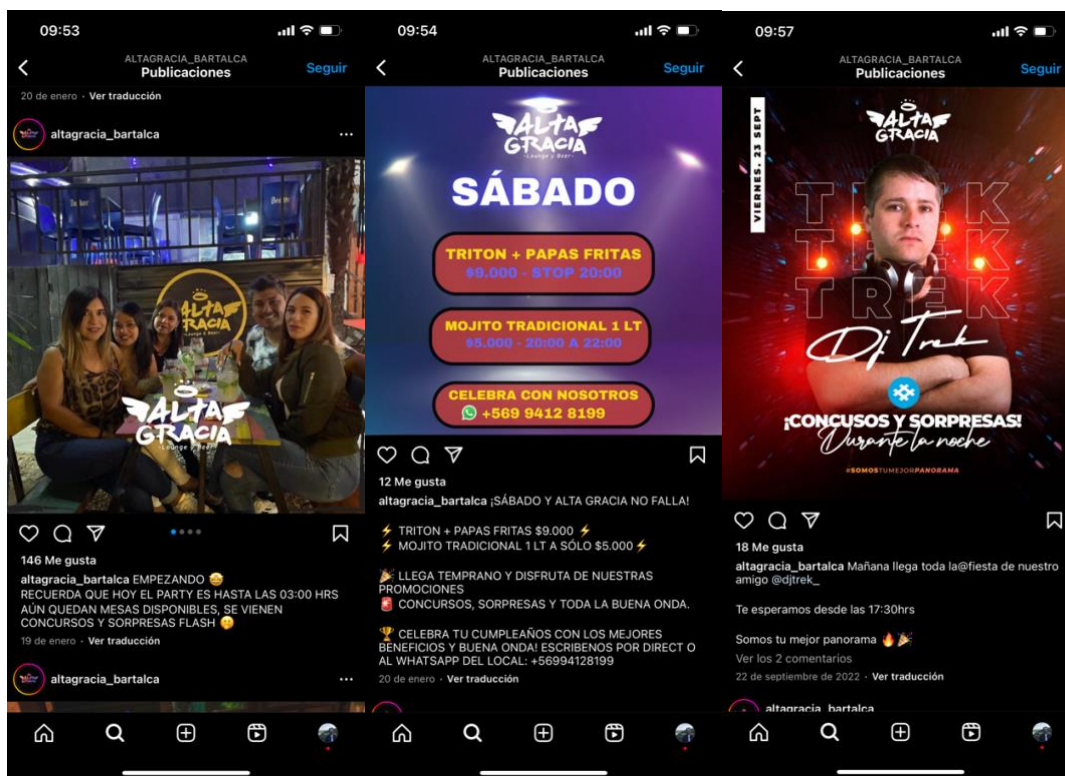 09:53
ALTAGRACIA_BARTALCA
Publicaciones
Seguir
20 de enero · Ver traducción
altagracia_bartalca
ALTA
GRACIA
Lounge y Beer
ALTA
GRACIA
Lounge y Beer
146 Me gusta
altagracia_bartalca EMPEZANDO 🤩
RECUERDA QUE HOY EL PARTY ES HASTA LAS 03:00 HRS
AÚN QUEDAN MESAS DISPONIBLES, SE VIENEN
CONCURSOS Y SORPRESAS FLASH 🤭
19 de enero · Ver traducción
altagracia_bartalca
09:54
ALTAGRACIA_BARTALCA
Publicaciones
Seguir
ALTA
GRACIA
Lounge y Beer
SÁBADO
TRITON + PAPAS FRITAS
$9.000 - STOP 20:00
MOJITO TRADICIONAL 1 LT
$5.000 - 20:00 A 22:00
CELEBRA CON NOSOTROS
+569 9412 8199
12 Me gusta
altagracia_bartalca ¡SÁBADO Y ALTA GRACIA NO FALLA!
⚡ TRITON + PAPAS FRITAS $9.000 ⚡
⚡ MOJITO TRADICIONAL 1 LT A SÓLO $5.000 ⚡
🎉 LLEGA TEMPRANO Y DISFRUTA DE NUESTRAS
PROMOCIONES
🚨 CONCURSOS, SORPRESAS Y TODA LA BUENA ONDA.
🏆 CELEBRA TU CUMPLEAÑOS CON LOS MEJORES
BENEFICIOS Y BUENA ONDA! ESCRIBENOS POR DIRECT O
AL WHATSAPP DEL LOCAL: +56994128199
20 de enero · Ver traducción
09:57
ALTAGRACIA_BARTALCA
Publicaciones
Seguir
VIERNES. 23 SEPT
ALTA
GRACIA
TREK
TREK
TREK
Dj Trek
¡CONCUSOS Y SORPRESAS!
Durante la noche
#SOMOSTUMEJORPANORAMA
18 Me gusta
altagracia_bartalca Mañana llega toda la@fiesta de nuestro
amigo @djtrek_
Te esperamos desde las 17:30hrs
Somos tu mejor panorama 🔥🎉
Ver los 2 comentarios
22 de septiembre de 2022 · Ver traducción
altagracia_bartalca